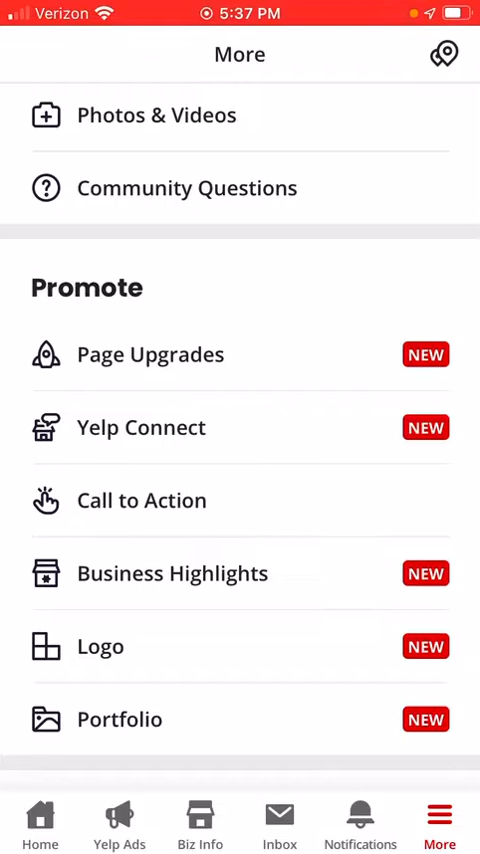 Verizon 5:37 PM
More
Photos & Videos
Community Questions
Promote
Page Upgrades NEW
Yelp Connect NEW
Call to Action
Business Highlights NEW
Logo NEW
Portfolio NEW
Home Yelp Ads Biz Info Inbox Notifications More